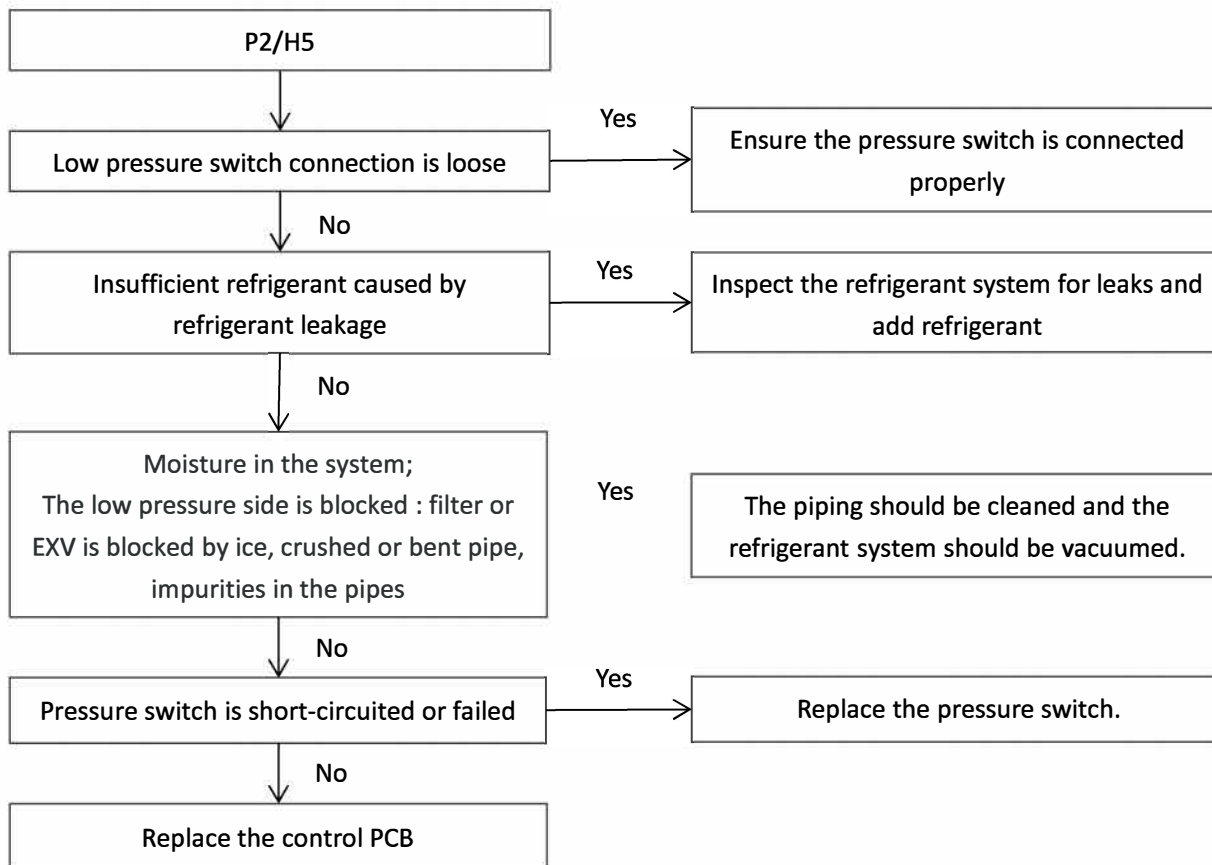 P2/H5
Yes
Low pressure switch connection is loose
Ensure the pressure switch is connected
properly
No
Insufficient refrigerant caused by
refrigerant leakage
Yes
Inspect the refrigerant system for leaks and
add refrigerant
No
Moisture in the system;
The low pressure side is blocked : filter or
EXV is blocked by ice, crushed or bent pipe,
impurities in the pipes
Yes
The piping should be cleaned and the
refrigerant system should be vacuumed.
No
Pressure switch is short-circuited or failed
Yes
Replace the pressure switch.
No
Replace the control PCB